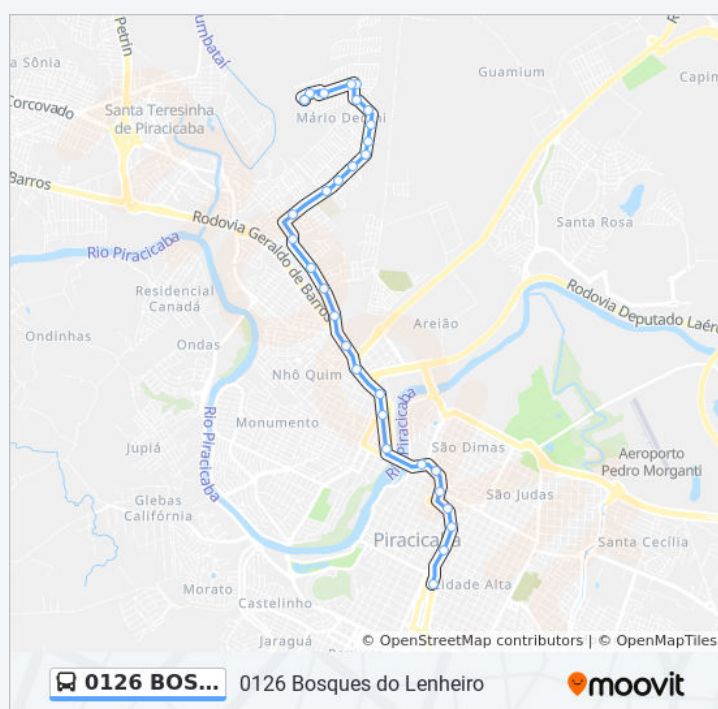 Petrin
umbataí
a Sônia
Guamium
Capim
Corcovado
Santa Teresinha
de Piracicaba
Mário Dedini
Barros
Rodovia Geraldo de Barros
Santa Rosa
Rio Piracicaba
Residencial
Canadá
Rodovia Deputado Laér
Ondinhas
Ondas
Areião
Nhô Quim
Rio Piracicaba
Rio Piracicaba
Monumento
São Dimas
Jupiá
Aeroporto
Pedro Morganti
Glebas
Califórnia
São Judas
Piracicaba
Santa Cecília
Morato
Cidade Alta
Castelinho
Jaraguá
© OpenStreetMap contributors | © OpenMapTiles
0126 BOS...
0126 Bosques do Lenheiro
moovit